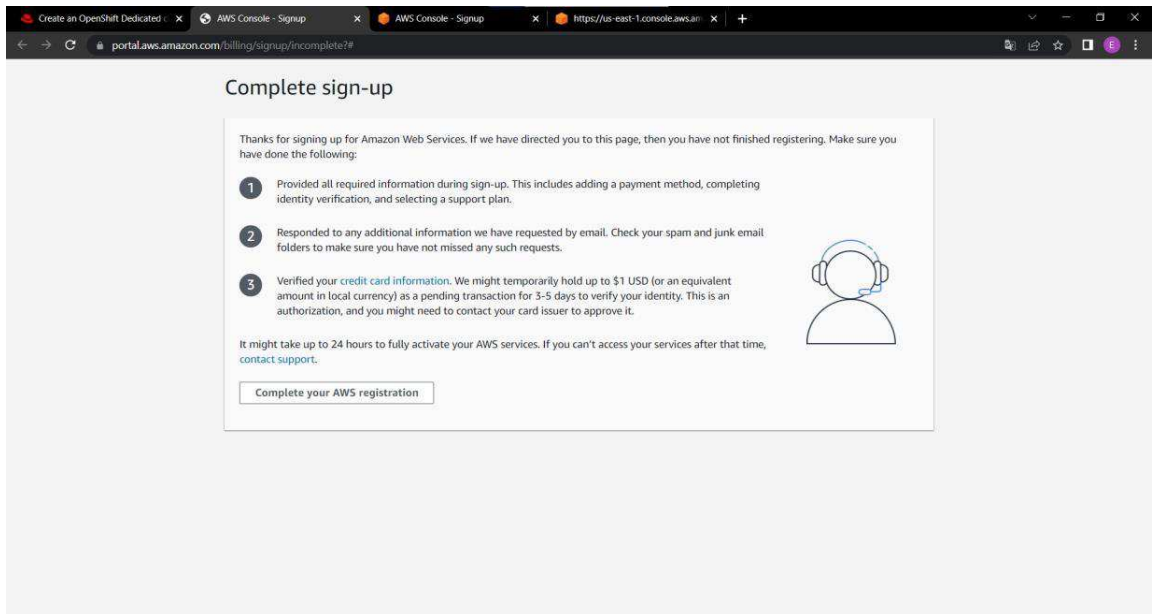 Create an OpenShift Dedicated c
AWS Console - Signup
AWS Console - Signup
https://us-east-1.console.aws.an
portal.aws.amazon.com/billing/signup/incomplete?#
E
Complete sign-up
Thanks for signing up for Amazon Web Services. If we have directed you to this page, then you have not finished registering. Make sure you
have done the following:
1
Provided all required information during sign-up. This includes adding a payment method, completing
identity verification, and selecting a support plan.
2
Responded to any additional information we have requested by email. Check your spam and junk email
folders to make sure you have not missed any such requests.
3
Verified your credit card information. We might temporarily hold up to $1 USD (or an equivalent
amount in local currency) as a pending transaction for 3-5 days to verify your identity. This is an
authorization, and you might need to contact your card issuer to approve it.
It might take up to 24 hours to fully activate your AWS services. If you can't access your services after that time,
contact support.
Complete your AWS registration